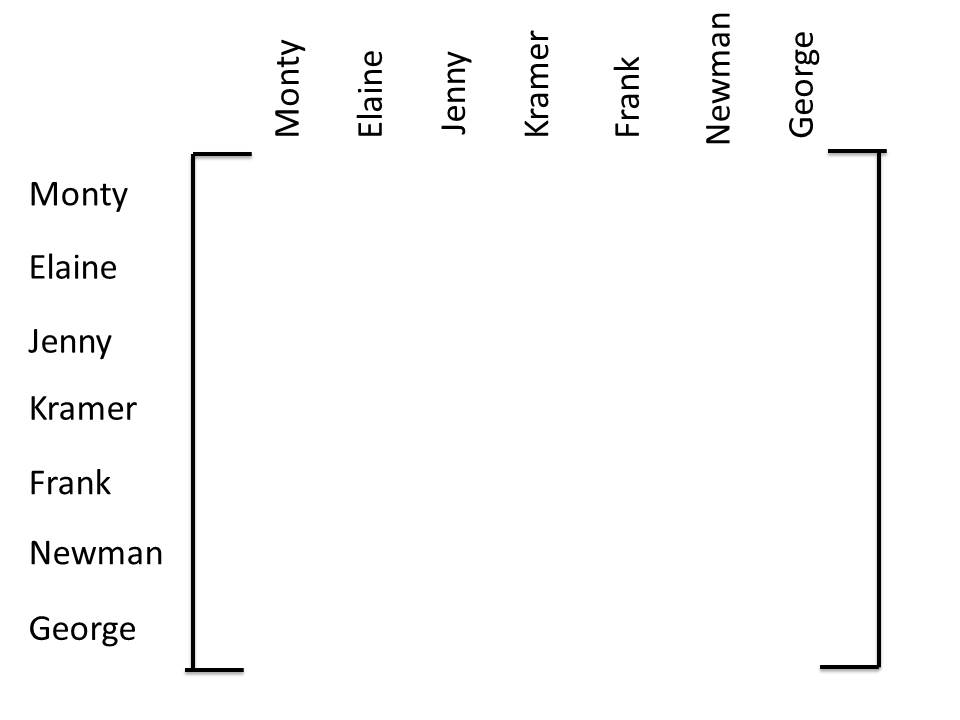 Monty Elaine Jenny Kramer Frank Newman George
Monty
Elaine
Jenny
Kramer
Frank
Newman
George